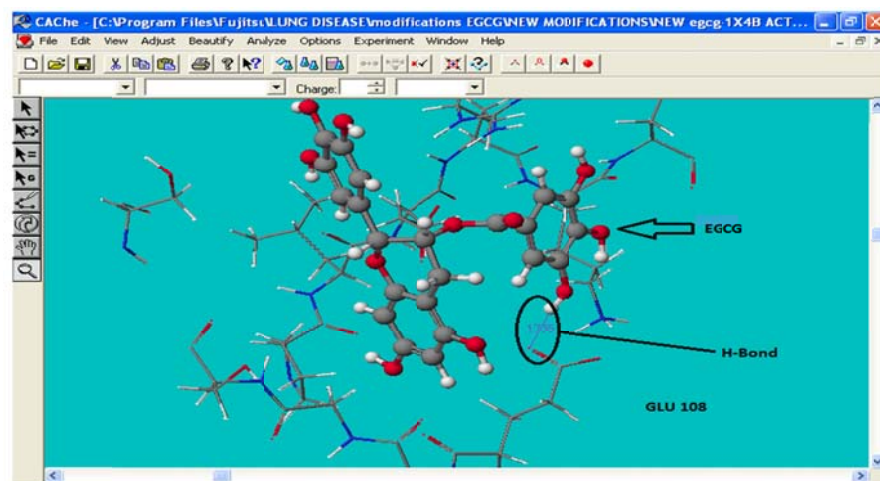 CAChe - [C:\Program Files\Fujitsu\LUNG DISEASE\modifications EGCG\NEW MODIFICATIONS\NEW egcg 1X4B ACT...
File Edit View Adjust Beautify Analyze Options Experiment Window Help
Charge:
EGCG
H-Bond
GLU 108